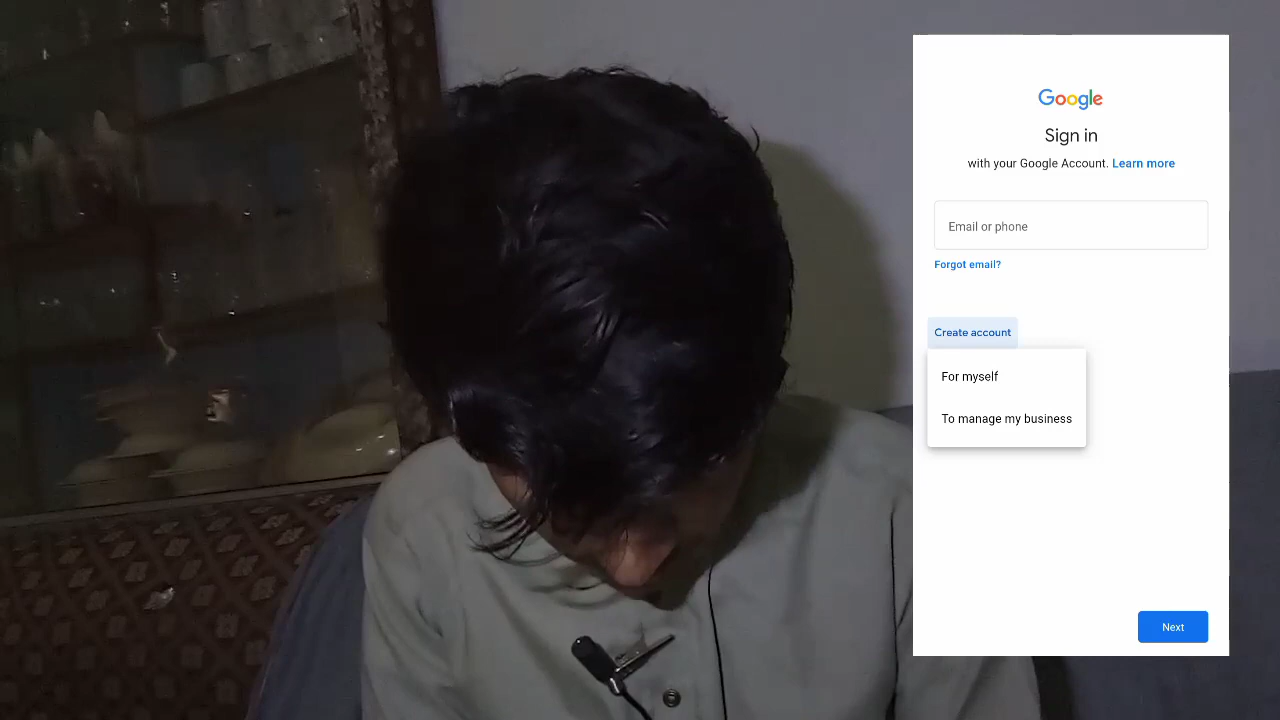 Google
Sign in
with your Google Account. Learn more
Email or phone
Forgot email?
Create account
For myself
To manage my business
Next